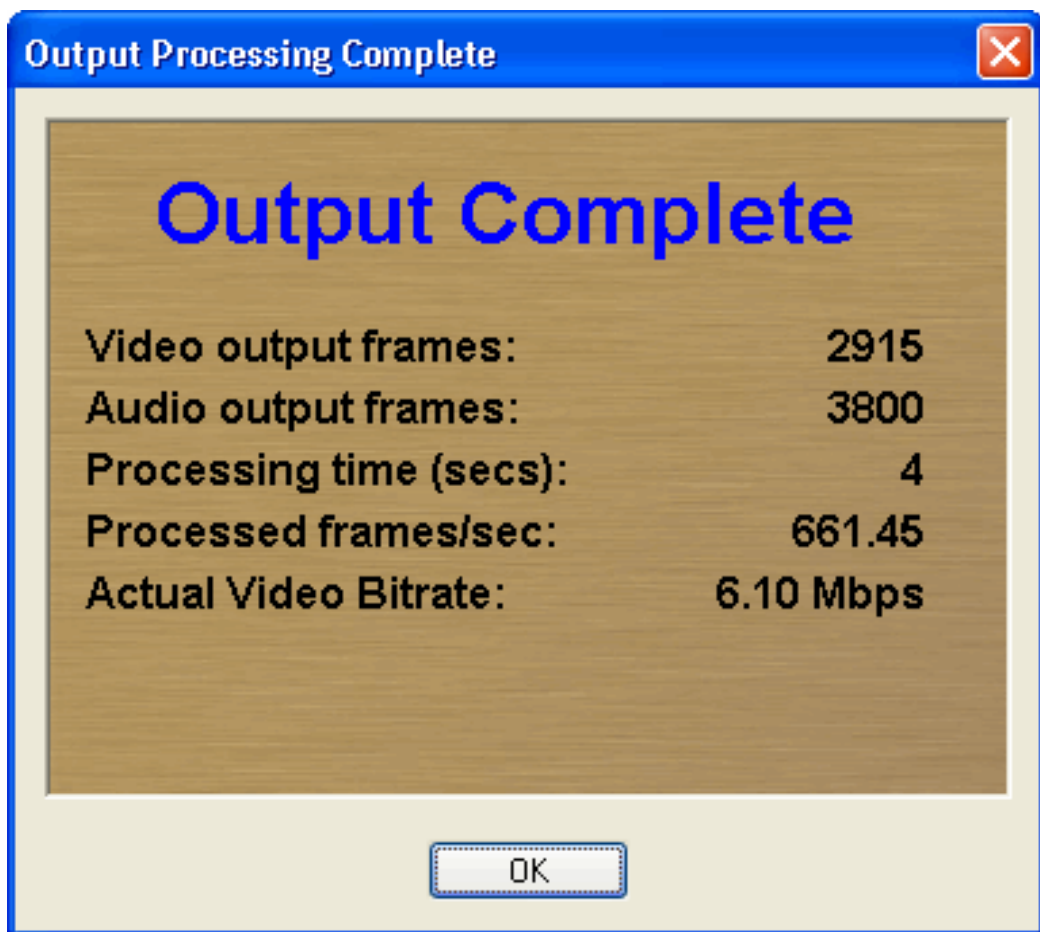 Output Processing Complete
Output Complete
Video output frames: 2915
Audio output frames: 3800
Processing time (secs): 4
Processed frames/sec: 661.45
Actual Video Bitrate: 6.10 Mbps
OK